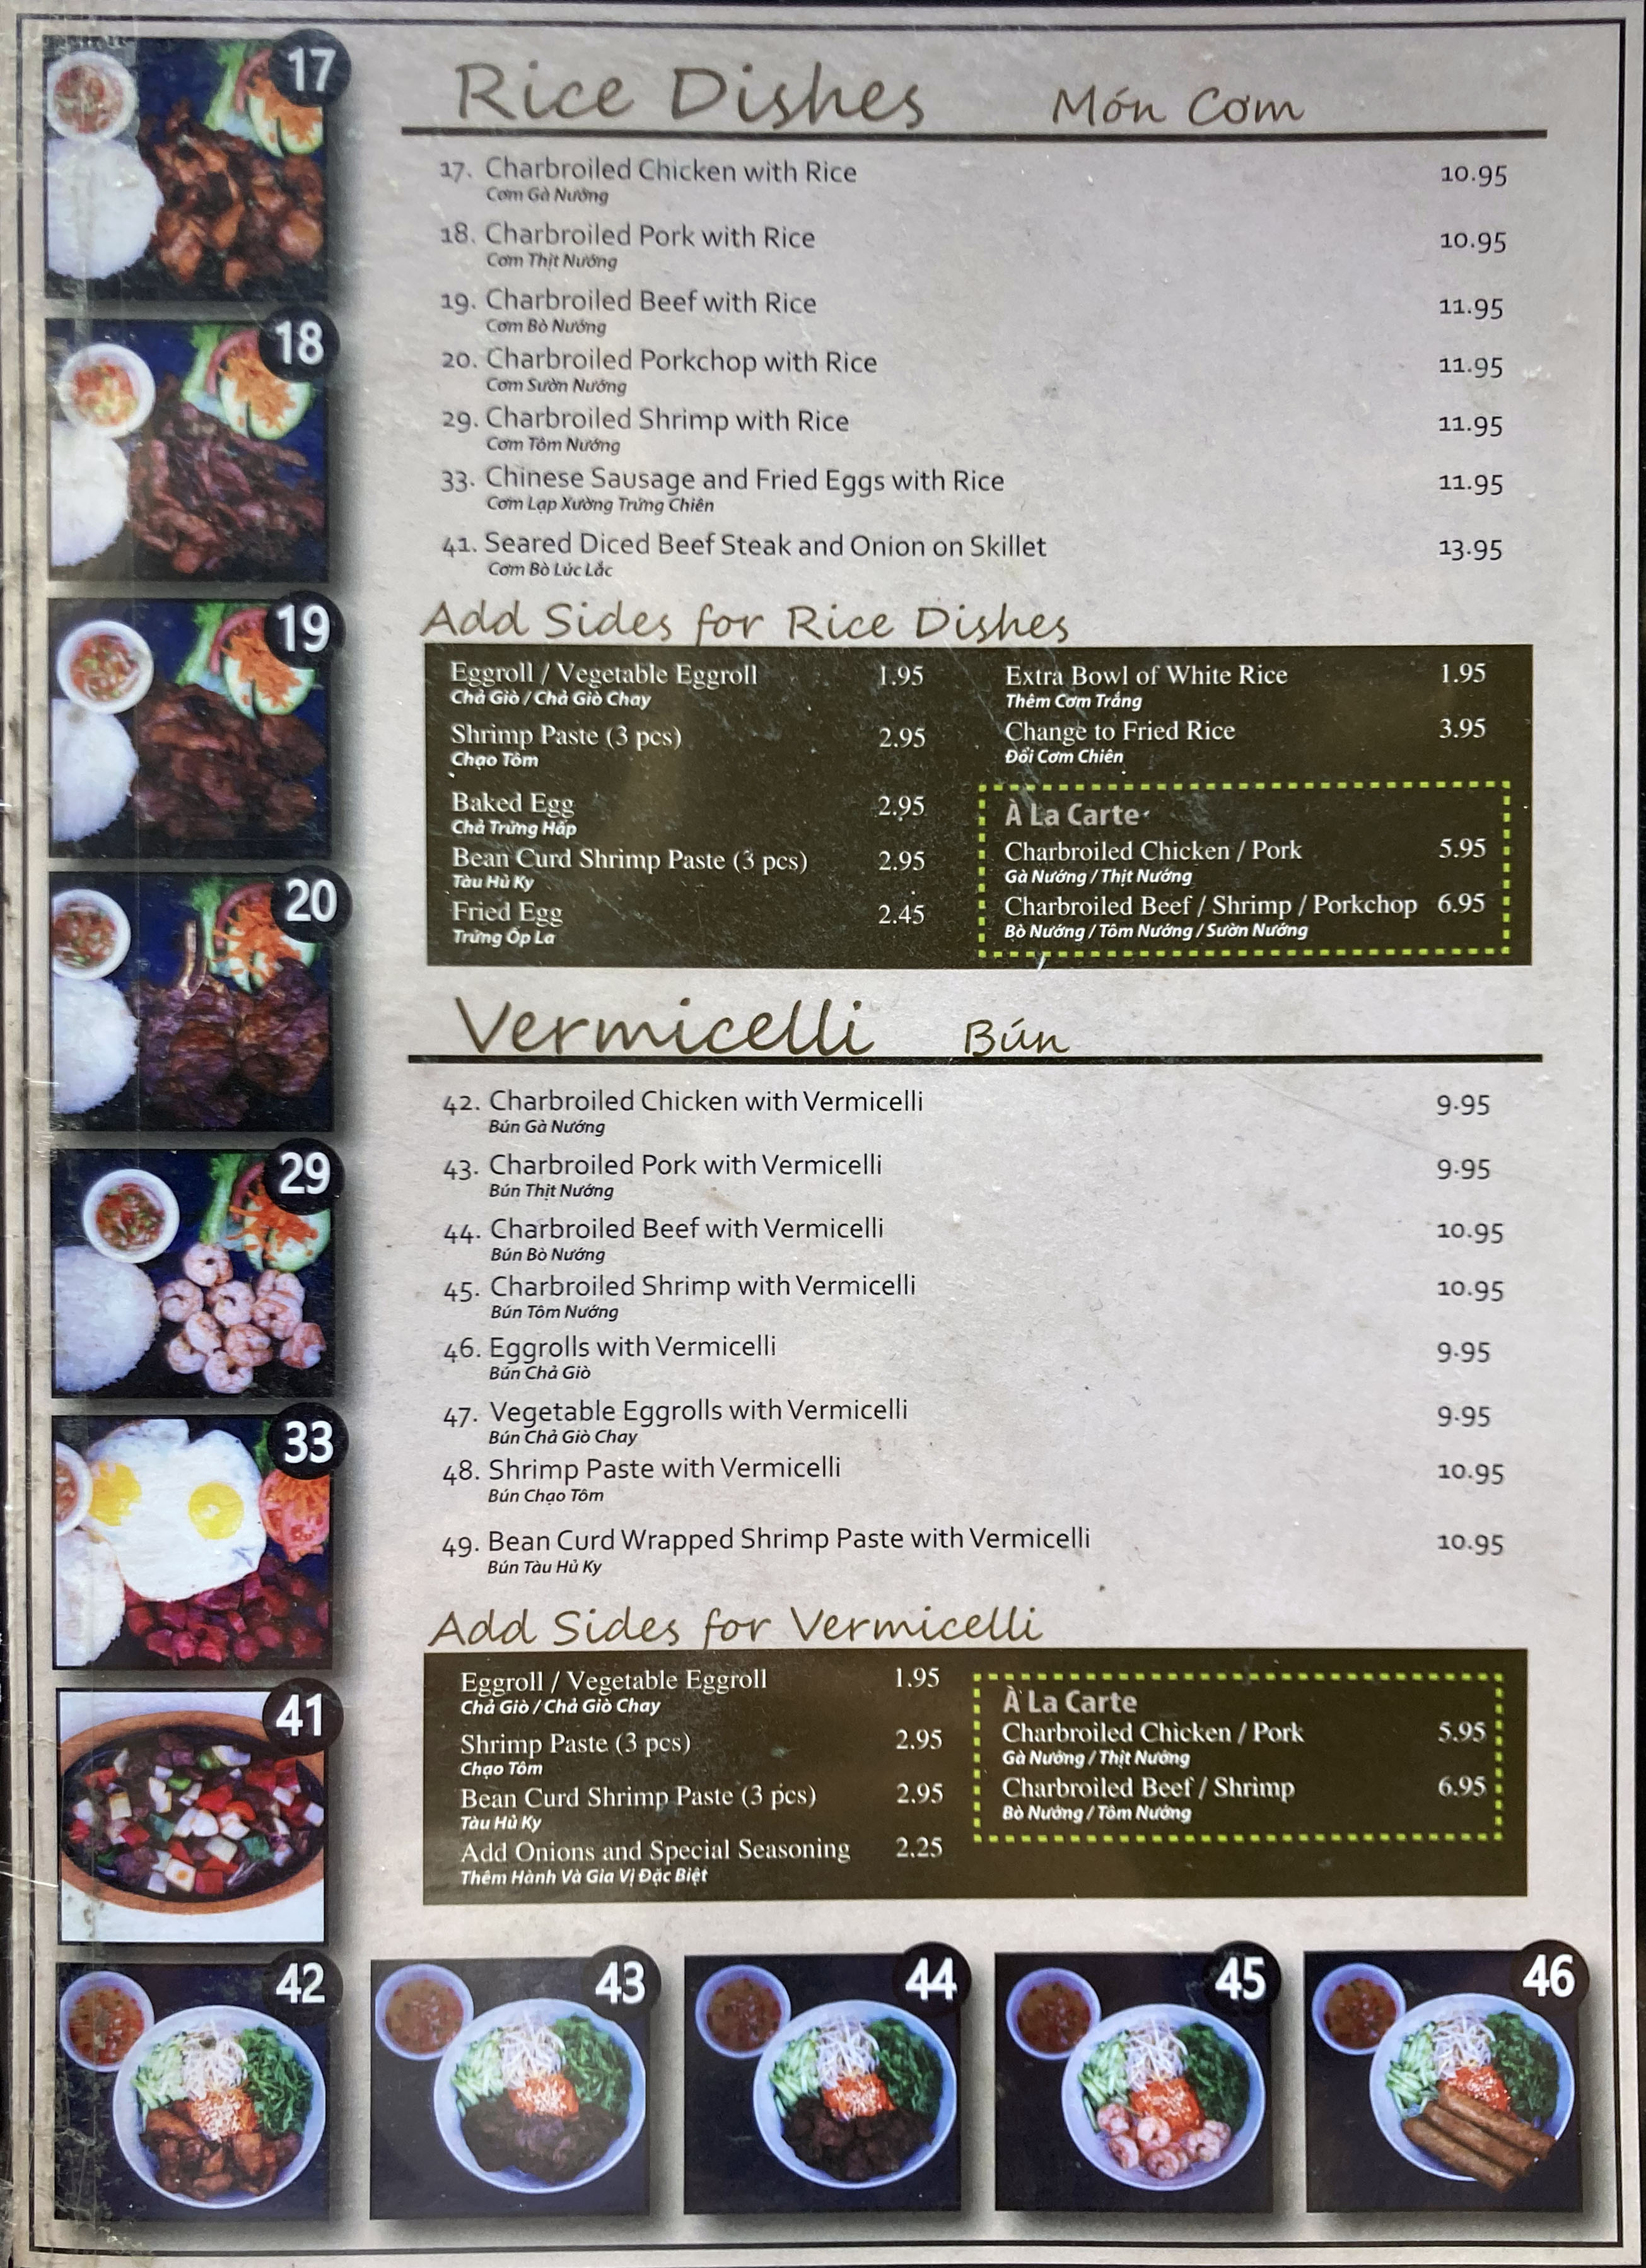 Rice Dishes Món Cơm
17. Charbroiled Chicken with Rice 10.95
Cơm Gà Nướng
18. Charbroiled Pork with Rice 10.95
Cơm Thịt Nướng
19. Charbroiled Beef with Rice 11.95
Cơm Bò Nướng
20. Charbroiled Porkchop with Rice 11.95
Cơm Sườn Nướng
29. Charbroiled Shrimp with Rice 11.95
Cơm Tôm Nướng
33. Chinese Sausage and Fried Eggs with Rice 11.95
Cơm Lạp Xường Trứng Chiên
41. Seared Diced Beef Steak and Onion on Skillet 13.95
Cơm Bò Lúc Lắc
Add Sides for Rice Dishes
Eggroll / Vegetable Eggroll 1.95
Chả Giò / Chả Giò Chay
Shrimp Paste (3 pcs) 2.95
Chạo Tôm
Baked Egg 2.95
Chả Trứng Hấp
Bean Curd Shrimp Paste (3 pcs) 2.95
Tàu Hủ Ky
Fried Egg 2.45
Trứng Ốp La
Extra Bowl of White Rice 1.95
Thêm Cơm Trắng
Change to Fried Rice 3.95
Đổi Cơm Chiên
À La Carte
Charbroiled Chicken / Pork 5.95
Gà Nướng / Thịt Nướng
Charbroiled Beef / Shrimp / Porkchop 6.95
Bò Nướng / Tôm Nướng / Sườn Nướng
Vermicelli Bún
42. Charbroiled Chicken with Vermicelli 9.95
Bún Gà Nướng
43. Charbroiled Pork with Vermicelli 9.95
Bún Thịt Nướng
44. Charbroiled Beef with Vermicelli 10.95
Bún Bò Nướng
45. Charbroiled Shrimp with Vermicelli 10.95
Bún Tôm Nướng
46. Eggrolls with Vermicelli 9.95
Bún Chả Giò
47. Vegetable Eggrolls with Vermicelli 9.95
Bún Chả Giò Chay
48. Shrimp Paste with Vermicelli 10.95
Bún Chạo Tôm
49. Bean Curd Wrapped Shrimp Paste with Vermicelli 10.95
Bún Tàu Hủ Ky
Add Sides for Vermicelli
Eggroll / Vegetable Eggroll 1.95
Chả Giò / Chả Giò Chay
Shrimp Paste (3 pcs) 2.95
Chạo Tôm
Bean Curd Shrimp Paste (3 pcs) 2.95
Tàu Hủ Ky
Add Onions and Special Seasoning 2.25
Thêm Hành Và Gia Vị Đặc Biệt
À La Carte
Charbroiled Chicken / Pork 5.95
Gà Nướng / Thịt Nướng
Charbroiled Beef / Shrimp 6.95
Bò Nướng / Tôm Nướng
17
18
19
20
29
33
41
42
43
44
45
46